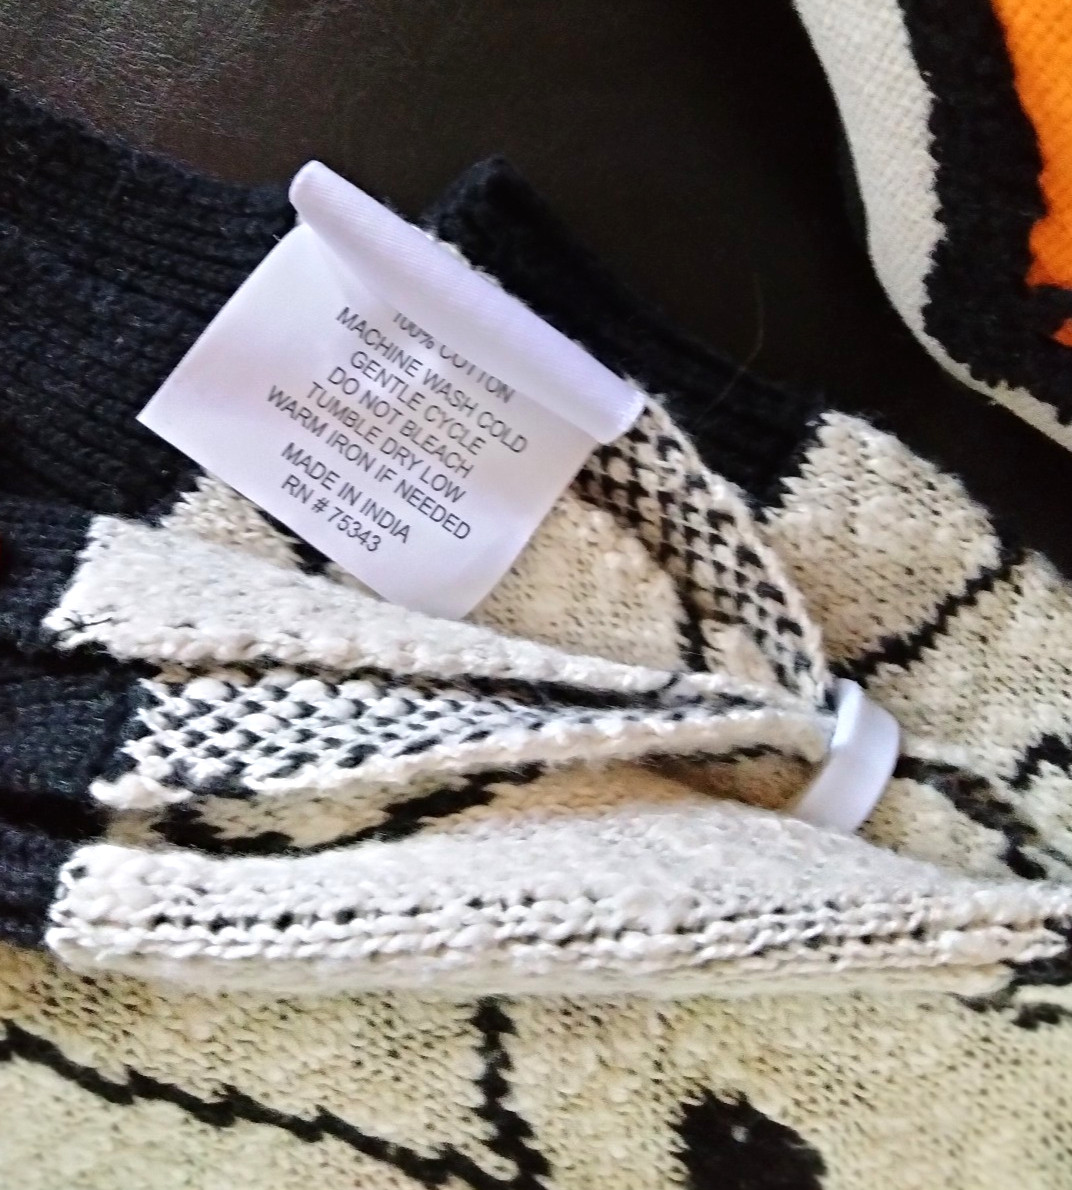 100% COTTON
MACHINE WASH COLD
GENTLE CYCLE
DO NOT BLEACH
TUMBLE DRY LOW
WARM IRON IF NEEDED
MADE IN INDIA
RN # 75343